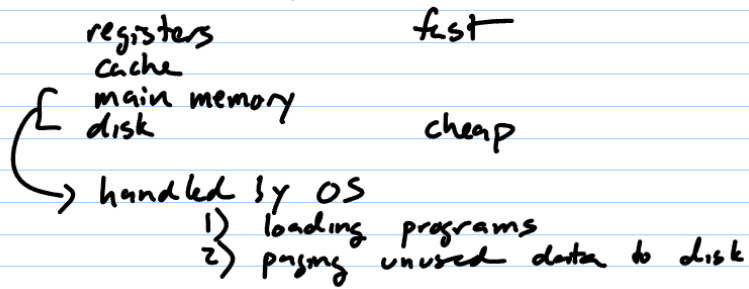 registers fast
cache
main memory
disk cheap
handled by OS
1) loading programs
2) paging unused data to disk